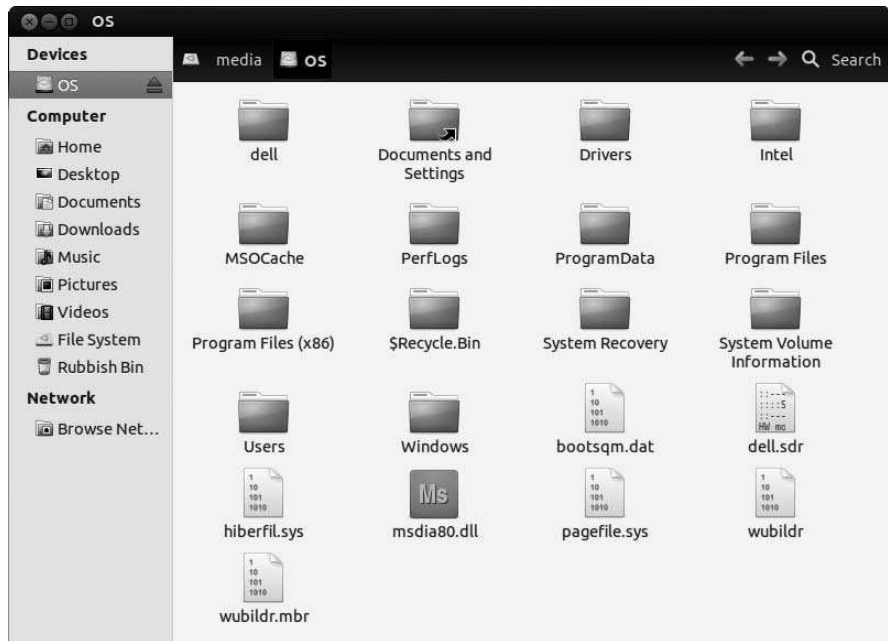 OS
Devices
OS
Computer
Home
Desktop
Documents
Downloads
Music
Pictures
Videos
File System
Rubbish Bin
Network
Browse Net...
media OS Search
dell Documents and Settings Drivers Intel
MSOCache PerfLogs ProgramData Program Files
Program Files (x86) $Recycle.Bin System Recovery System Volume Information
Users Windows bootsqm.dat dell.sdr
hiberfil.sys msdia80.dll pagefile.sys wubildr
wubildr.mbr